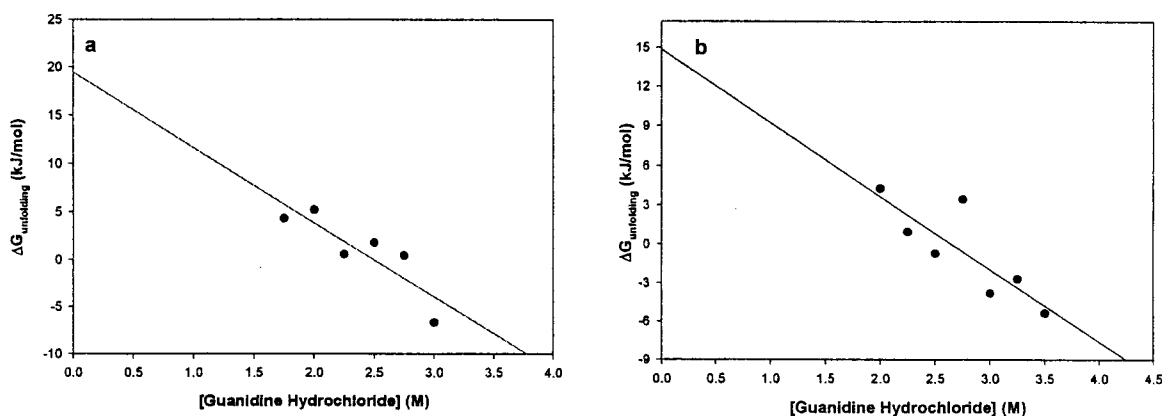 a
25
20
15
10
5
0
-5
-10
ΔGunfolding (kJ/mol)
0.0 0.5 1.0 1.5 2.0 2.5 3.0 3.5 4.0
[Guanidine Hydrochloride] (M)
b
15
9
6
3
0
-3
-6
-9
ΔGunfolding (kJ/mol)
0.0 0.5 1.0 1.5 2.0 2.5 3.0 3.5 4.0 4.5
[Guanidine Hydrochloride] (M)